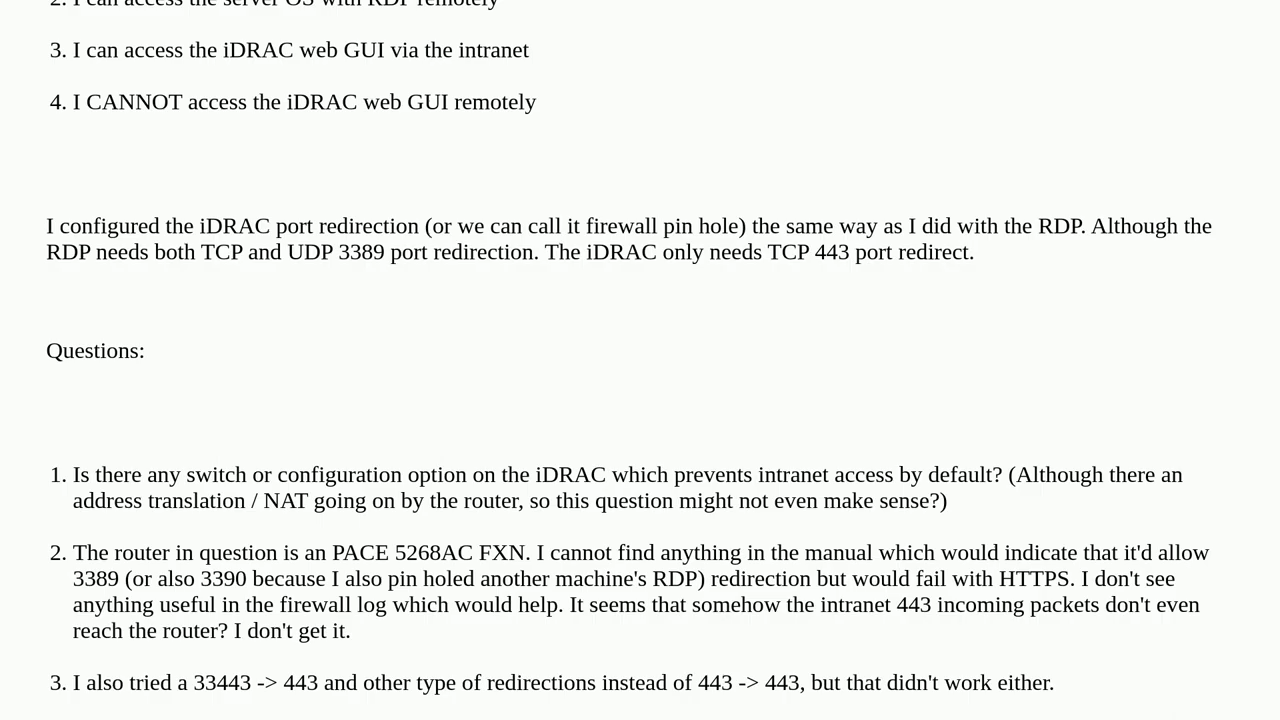 2. I can access the server OS with RDP remotely
3. I can access the iDRAC web GUI via the intranet
4. I CANNOT access the iDRAC web GUI remotely
I configured the iDRAC port redirection (or we can call it firewall pin hole) the same way as I did with the RDP. Although the
RDP needs both TCP and UDP 3389 port redirection. The iDRAC only needs TCP 443 port redirect.
Questions:
1. Is there any switch or configuration option on the iDRAC which prevents intranet access by default? (Although there an
address translation / NAT going on by the router, so this question might not even make sense?)
2. The router in question is an PACE 5268AC FXN. I cannot find anything in the manual which would indicate that it'd allow
3389 (or also 3390 because I also pin holed another machine's RDP) redirection but would fail with HTTPS. I don't see
anything useful in the firewall log which would help. It seems that somehow the intranet 443 incoming packets don't even
reach the router? I don't get it.
3. I also tried a 33443 -> 443 and other type of redirections instead of 443 -> 443, but that didn't work either.